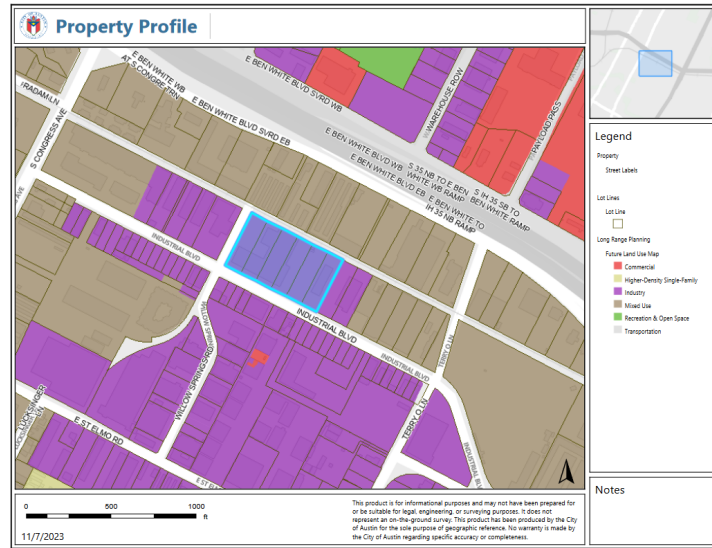 Property Profile
E BEN WHITE WB
AT S CONGRE TRN
E BEN WHITE BLVD SVRD WB
E BEN WHITE BLVD SVRD EB
WAREHOUSE ROW
PAYLOAD PASS
S CONGRESS AVE
E BEN WHITE BLVD WB
S 35 NB TO E BEN
WHITE WB RAMP
S IH 35 SB TO
BEN WHITE RAMP
E BEN WHITE BLVD EB
E BEN WHITE TO
IH 35 NB RAMP
INDUSTRIAL BLVD
INDUSTRIAL BLVD
INDUSTRIAL BLVD
WILLOW SPRINGS RD
TERRY O LN
TERRY O LN
E ST ELMO RD
LUCKSINGER
LN
Legend
Property
Street Labels
Lot Lines
Lot Line
Long Range Planning
Future Land Use Map
Commercial
Higher-Density Single-Family
Industry
Mixed Use
Recreation & Open Space
Transportation
Notes
0 500 1000
ft
11/7/2023
This product is for informational purposes and may not have been prepared for
or be suitable for legal, engineering, or surveying purposes. It does not
represent an on-the-ground survey. This product has been produced by the City
of Austin for the sole purpose of geographic reference. No warranty is made by
the City of Austin regarding specific accuracy or completeness.